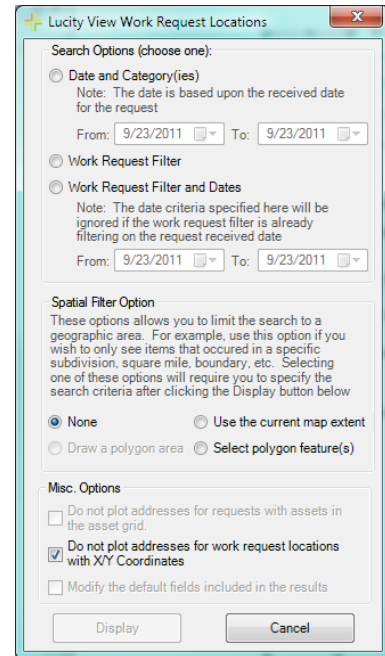 Lucity View Work Request Locations
x
Search Options (choose one):
Date and Category(ies)
Note: The date is based upon the received date
for the request
From: 9/23/2011 To: 9/23/2011
Work Request Filter
Work Request Filter and Dates
Note: The date criteria specified here will be
ignored if the work request filter is already
filtering on the request received date
From: 9/23/2011 To: 9/23/2011
Spatial Filter Option
These options allows you to limit the search to a
geographic area. For example, use this option if you
wish to only see items that occured in a specific
subdivision, square mile, boundary, etc. Selecting
one of these options will require you to specify the
search criteria after clicking the Display button below
None Use the current map extent
Draw a polygon area Select polygon feature(s)
Misc. Options
Do not plot addresses for requests with assets in
the asset grid.
Do not plot addresses for work request locations
with X/Y Coordinates
Modify the default fields included in the results
Display Cancel